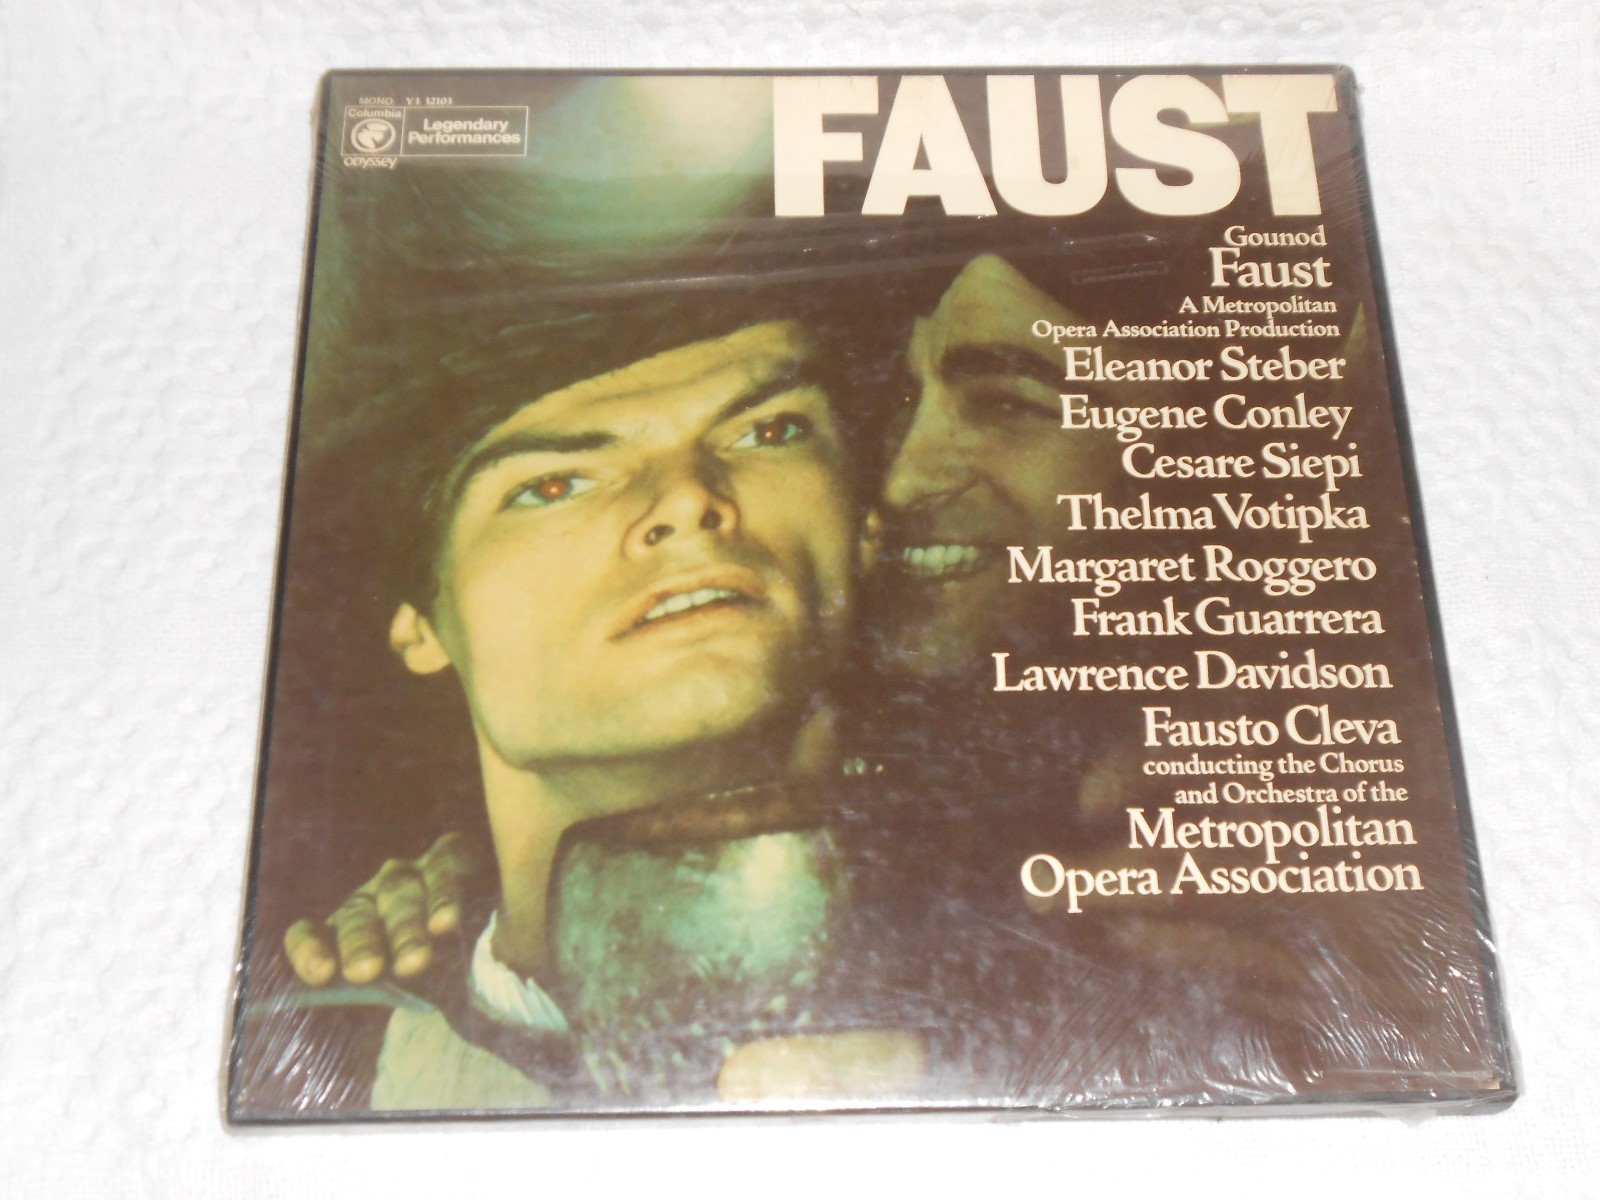 MONO Y3 32103
Columbia
Legendary
Performances
ODYSSEY
FAUST
Gounod
Faust
A Metropolitan
Opera Association Production
Eleanor Steber
Eugene Conley
Cesare Siepi
Thelma Votipka
Margaret Roggero
Frank Guarrera
Lawrence Davidson
Fausto Cleva
conducting the Chorus
and Orchestra of the
Metropolitan
Opera Association